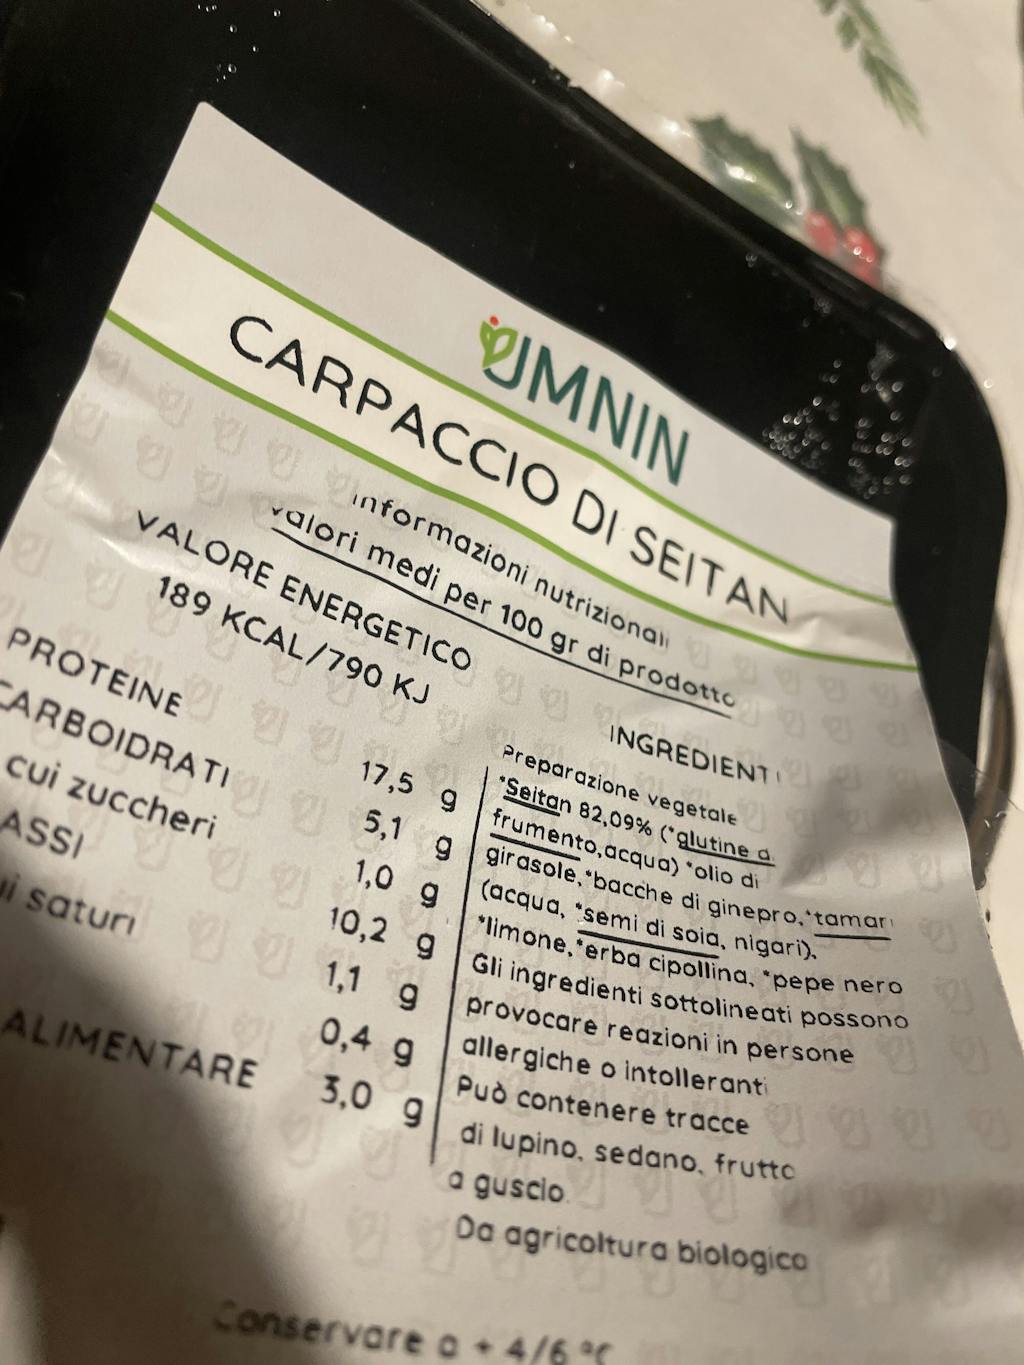 UMNIN
CARPACCIO DI SEITAN
informazioni nutrizionali
valori medi per 100 gr di prodotto
VALORE ENERGETICO
189 KCAL/790 KJ
PROTEINE 17,5 g
CARBOIDRATI 5,1 g
cui zuccheri 1,0 g
ASSI 10,2 g
ui saturi 1,1 g
0,4 g
ALIMENTARE 3,0 g
INGREDIENTI
Preparazione vegetale
*Seitan 82,09% (*glutine d
frumento,acqua) *olio di
girasole,*bacche di ginepro,*tamari
(acqua, *semi di soia, nigari),
*limone,*erba cipollina, *pepe nero
Gli ingredienti sottolineati possono
provocare reazioni in persone
allergiche o intolleranti
Può contenere tracce
di lupino, sedano, frutta
a guscio.
Da agricoltura biologica
Conservare a + 4/6 °C